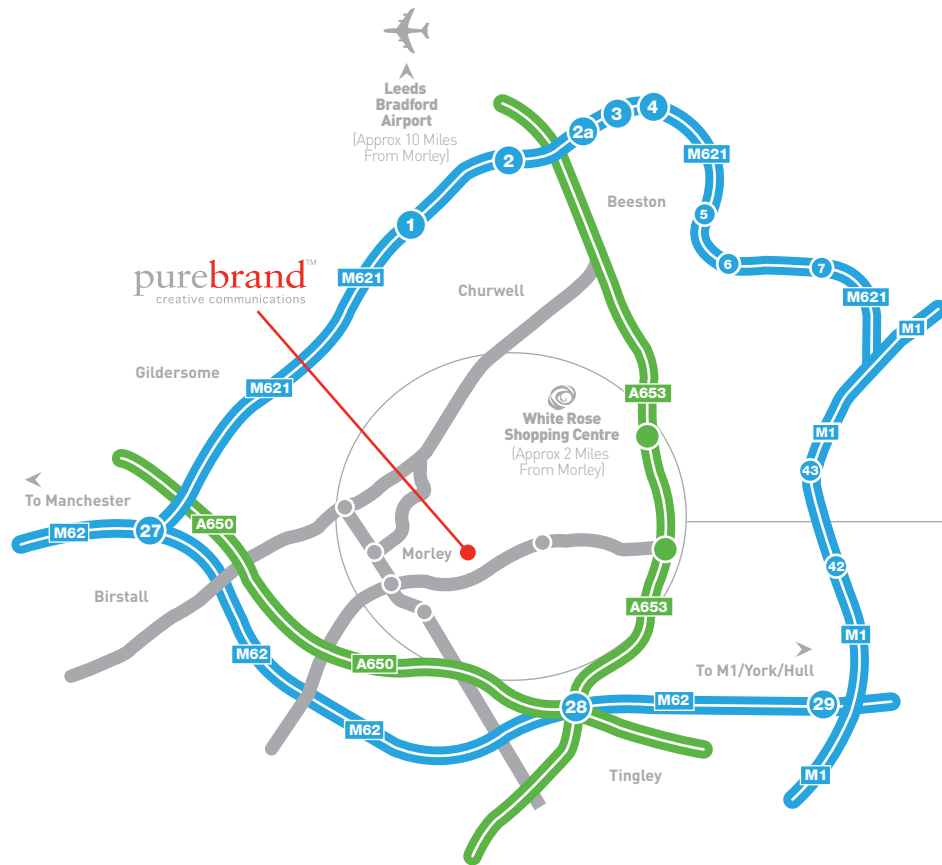 Leeds
Bradford
Airport
(Approx 10 Miles
From Morley)
4
3
2a
2
M621
Beeston
5
1
6
7
purebrand™
creative communications
M621
Churwell
M621
M1
Gildersome
M621
A653
White Rose
Shopping Centre
(Approx 2 Miles
From Morley)
M1
43
To Manchester
M62
27
A650
Morley
42
Birstall
A653
M1
M62
A650
To M1/York/Hull
M62
28
M62
29
Tingley
M1